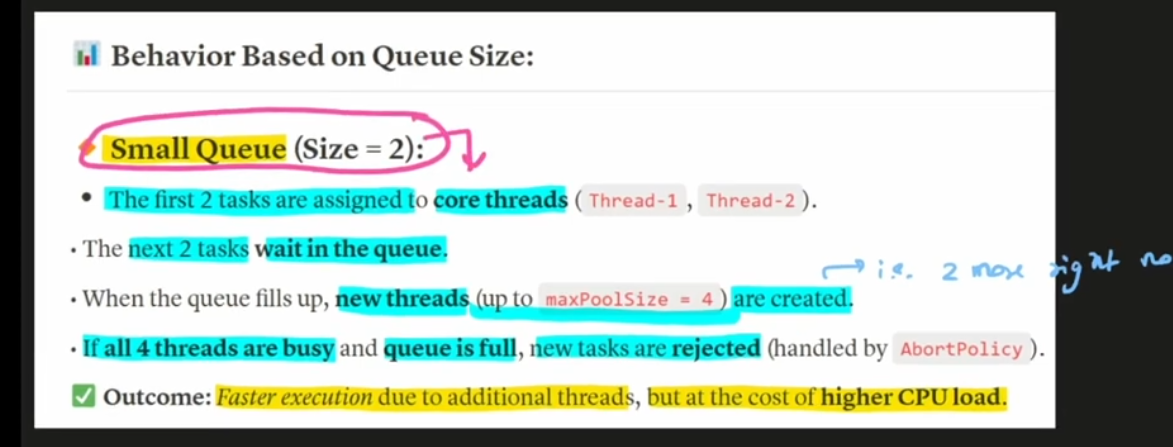 Behavior Based on Queue Size:
Small Queue (Size = 2):
• The first 2 tasks are assigned to core threads ( Thread-1 , Thread-2 ).
· The next 2 tasks wait in the queue.
→ i.e. 2 more right no
· When the queue fills up, new threads (up to maxPoolSize = 4 ) are created.
· If all 4 threads are busy and queue is full, new tasks are rejected (handled by AbortPolicy ).
Outcome: Faster execution due to additional threads, but at the cost of higher CPU load.